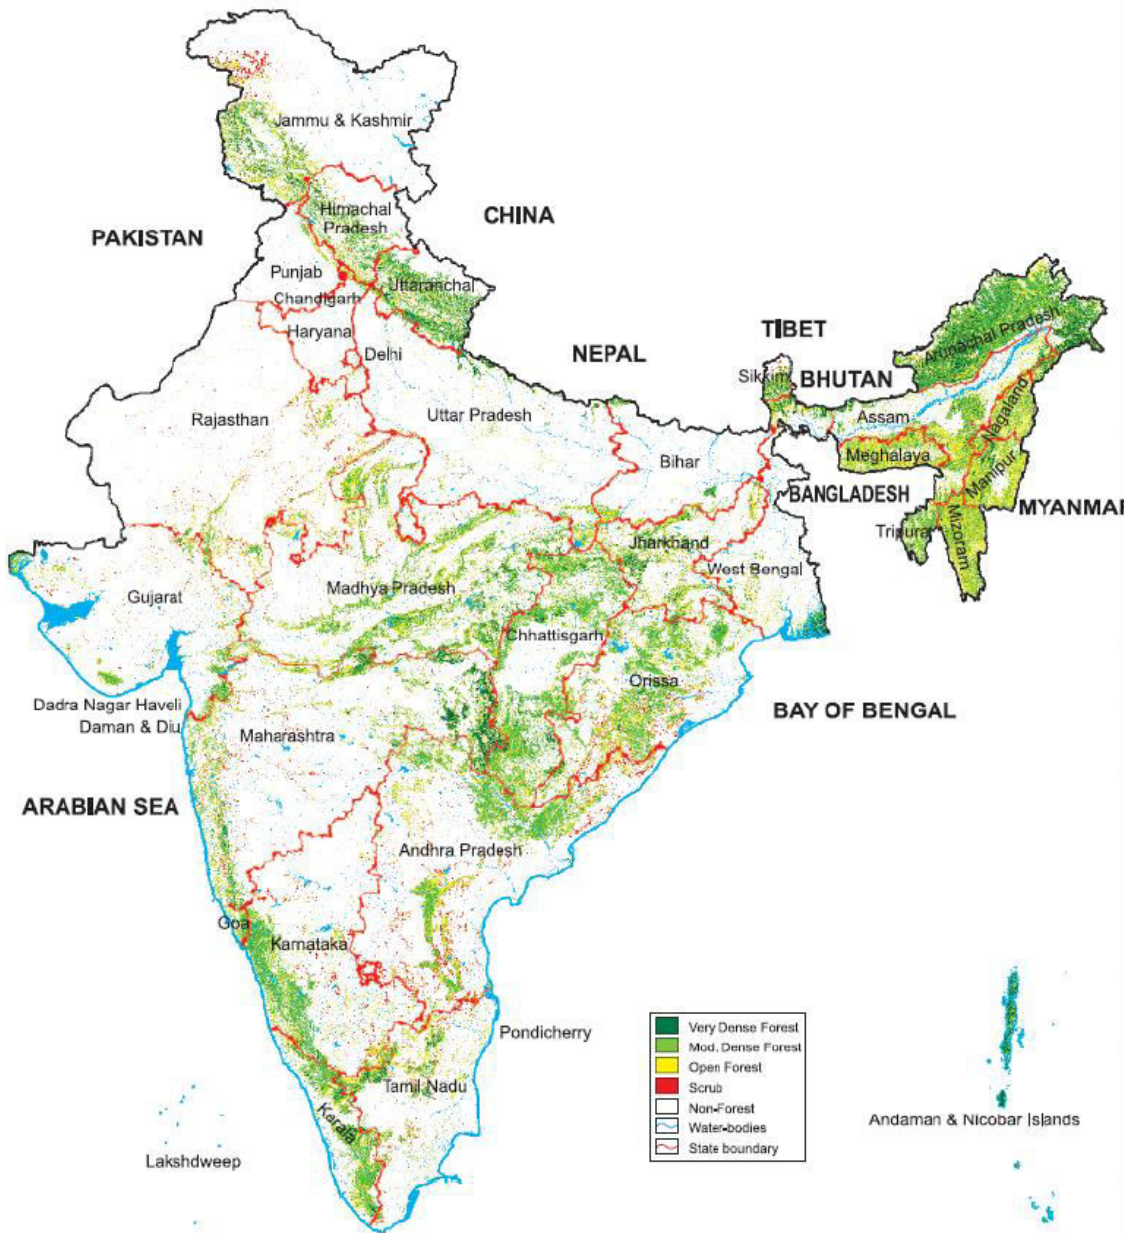 Jammu & Kashmir
Himachal
Pradesh
CHINA
PAKISTAN
Punjab
Chandigarh
Uttaranchal
Haryana
Delhi
TIBET
NEPAL
Arunachal Pradesh
Sikkim
BHUTAN
Rajasthan
Uttar Pradesh
Assam
Nagaland
Bihar
Meghalaya
Manipur
BANGLADESH
MYANMAR
Tripura
Mizoram
Jharkhand
West Bengal
Gujarat
Madhya Pradesh
Chhattisgarh
Orissa
Dadra Nagar Haveli
Daman & Diu
Maharashtra
BAY OF BENGAL
ARABIAN SEA
Andhra Pradesh
Goa
Karnataka
Pondicherry
Tamil Nadu
Kerala
Lakshdweep
Very Dense Forest
Mod. Dense Forest
Open Forest
Scrub
Non-Forest
Water-bodies
State boundary
Andaman & Nicobar Islands